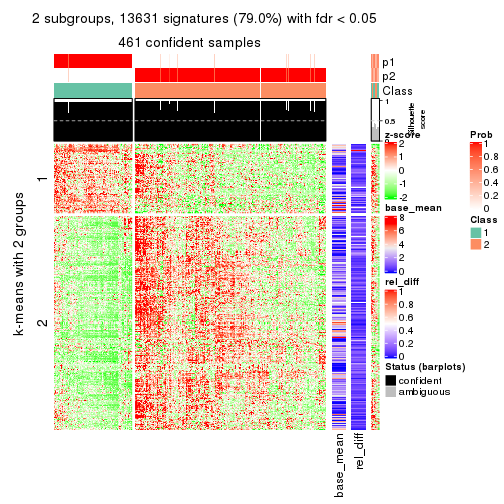 2 subgroups, 13631 signatures (79.0%) with fdr < 0.05
461 confident samples
p1
p2
Class
1
0.5
0
Silhouette
score
k-means with 2 groups
1
2
base_mean
rel_diff
z-score
2
1
0
-1
-2
base_mean
8
6
4
2
0
rel_diff
1
0.8
0.6
0.4
0.2
0
Status (barplots)
confident
ambiguous
Prob
1
0.8
0.6
0.4
0.2
0
Class
1
2